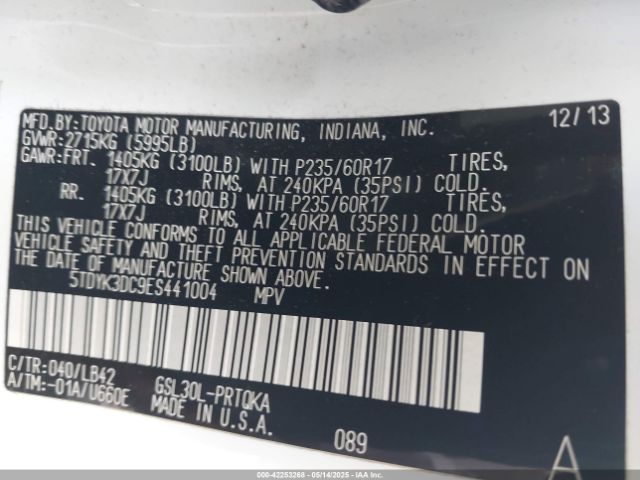 MFD.BY:TOYOTA MOTOR MANUFACTURING, INDIANA, INC. 12/13
GVWR:2715KG (5995LB)
GAWR:FRT. 1405KG (3100LB) WITH P235/60R17 TIRES,
17X7J RIMS, AT 240KPA (35PSI) COLD.
RR. 1405KG (3100LB) WITH P235/60R17 TIRES,
17X7J RIMS, AT 240KPA (35PSI) COLD.
THIS VEHICLE CONFORMS TO ALL APPLICABLE FEDERAL MOTOR
VEHICLE SAFETY AND THEFT PREVENTION STANDARDS IN EFFECT ON
THE DATE OF MANUFACTURE SHOWN ABOVE.
5TDYK3DC9ES441004 MPV
C/TR:040/LB42 GSL30L-PRTQKA
A/TM:-01A/U660E MADE IN U.S.A.
089 A
000-42253268 - 05/14/2025 - IAAI, Inc.